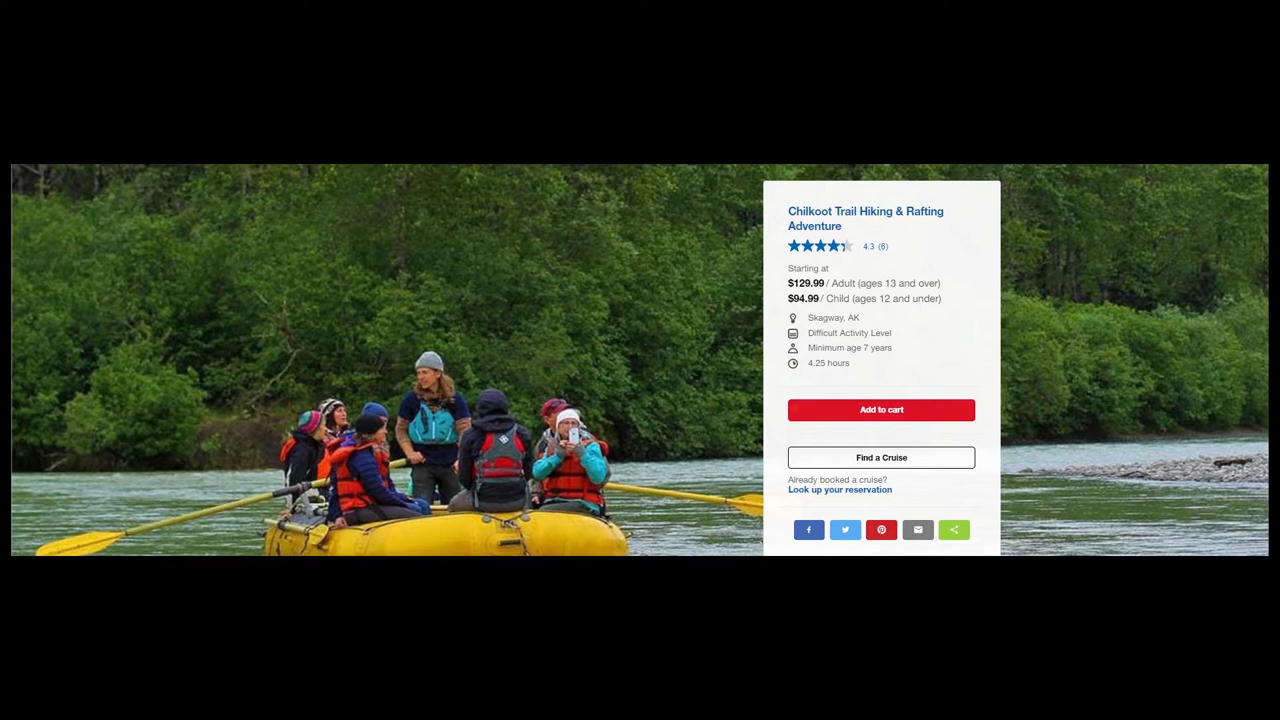 Chilkoot Trail Hiking & Rafting
Adventure
4.3 (6)
Starting at
$129.99 / Adult (ages 13 and over)
$94.99 / Child (ages 12 and under)
Skagway, AK
Difficult Activity Level
Minimum age 7 years
4.25 hours
Add to cart
Find a Cruise
Already booked a cruise?
Look up your reservation